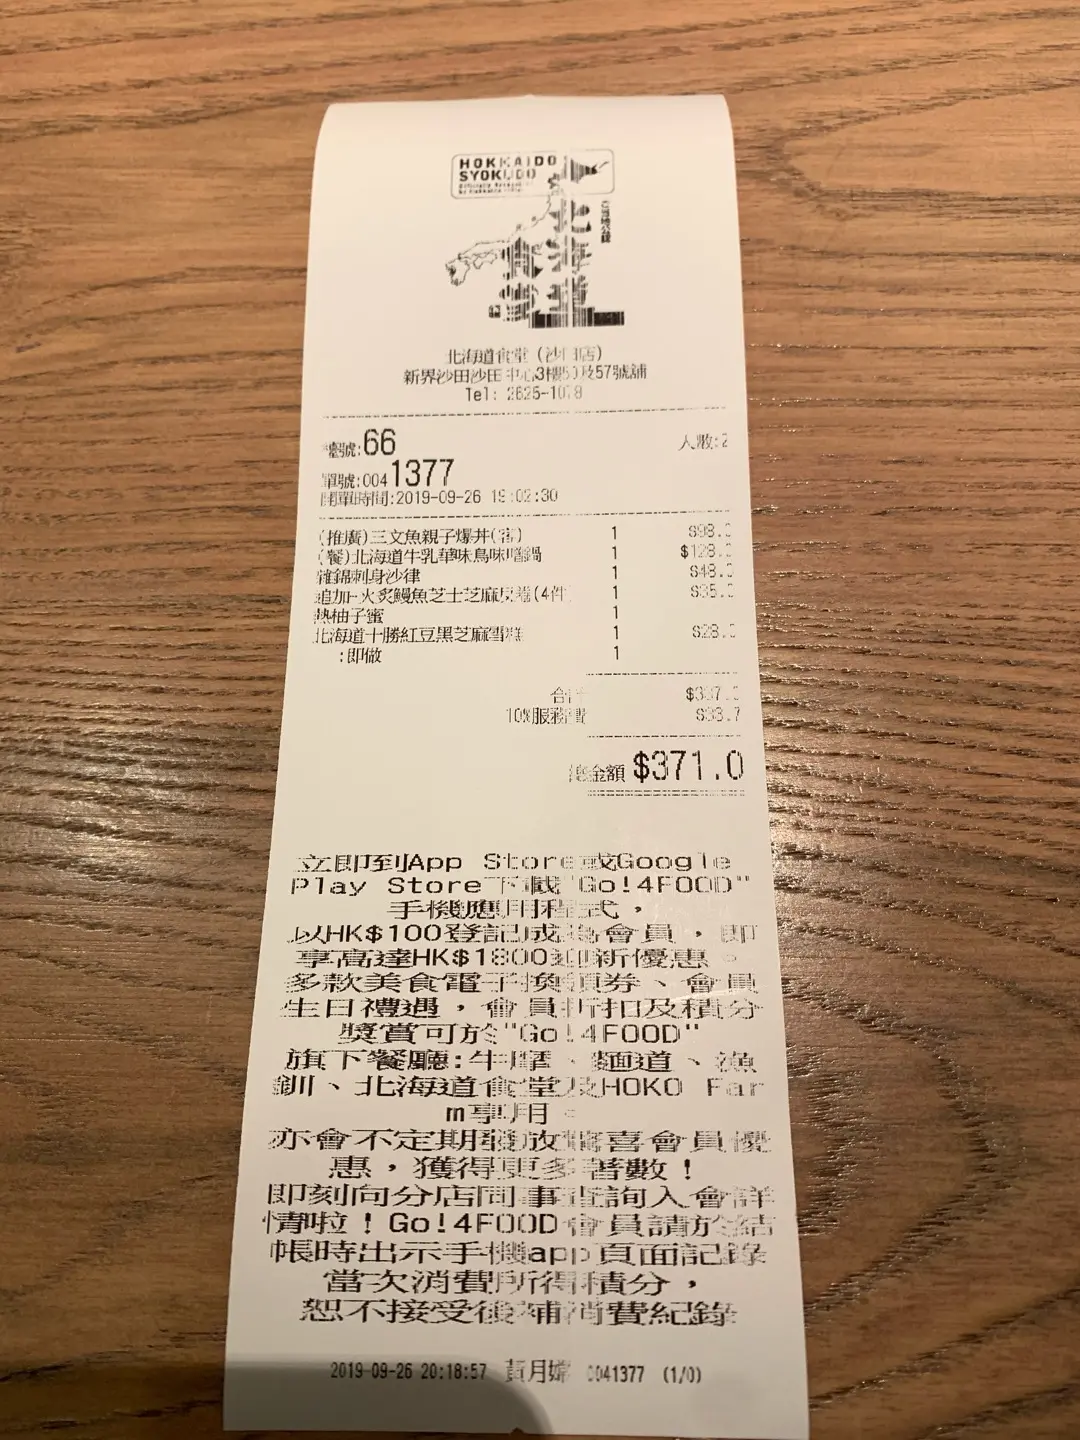 HOKKAIDO
SYOKUDO
北海道
食堂
北海道食堂 (沙田店)
新界沙田沙田中心3樓50及57號舖
Tel: 2625-1078
檯號:66 人數:2
單號:0041377
開單時間:2019-09-26 19:02:30
(推廣)三文魚親子爆丼(客) 1 $98.0
(餐)北海道牛乳華味鳥味噌鍋 1 $128.0
雜錦刺身沙律 1 $48.0
追加-火炙鰻魚芝士芝麻反卷(4件 1 $35.0
熱柚子蜜 1
北海道十勝紅豆黑芝麻雪糕 1 $28.0
:即做 1
合計 $337.0
10%服務費 $33.7
總金額 $371.0
立即到App Store或Google
Play Store下載"Go!4FOOD"
手機應用程式,
以HK$100登記成為會員,即
享高達HK$1800迎新優惠。
多款美食電子換領券、會員
生日禮遇,會員折扣及積分
獎賞可於"Go!4FOOD"
旗下餐廳:牛摩、麵道、漁
釧、北海道食堂及HOKO Far
m享用。
亦會不定期發放驚喜會員優
惠,獲得更多著數!
即刻向分店同事查詢入會詳
情啦!Go!4FOOD會員請於結
帳時出示手機app頁面記錄
當次消費所得積分,
恕不接受後補消費紀錄
2019-09-26 20:18:57 黃月嫦 0041377 (1/0)